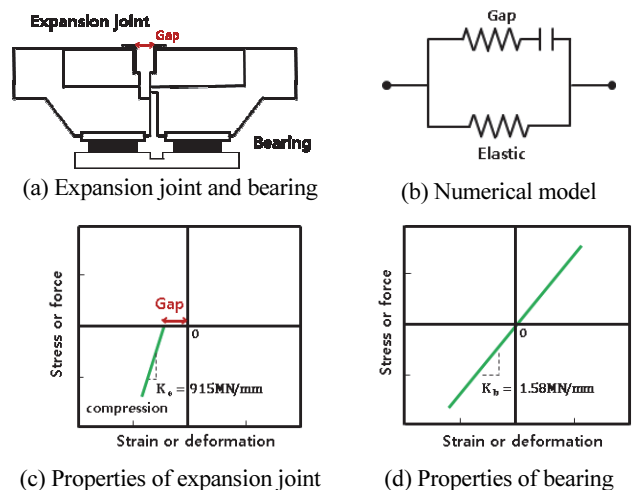 Expansion joint
Gap
Bearing
(a) Expansion joint and bearing
Gap
Elastic
(b) Numerical model
Stress or force
Gap
0
Kₑ = 915MN/mm
compression
Strain or deformation
(c) Properties of expansion joint
Stress or force
0
K_b = 1.58MN/mm
Strain or deformation
(d) Properties of bearing